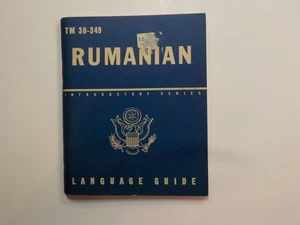 TM 30-349
RUMANIAN
INTRODUCTORY SERIES
LANGUAGE GUIDE